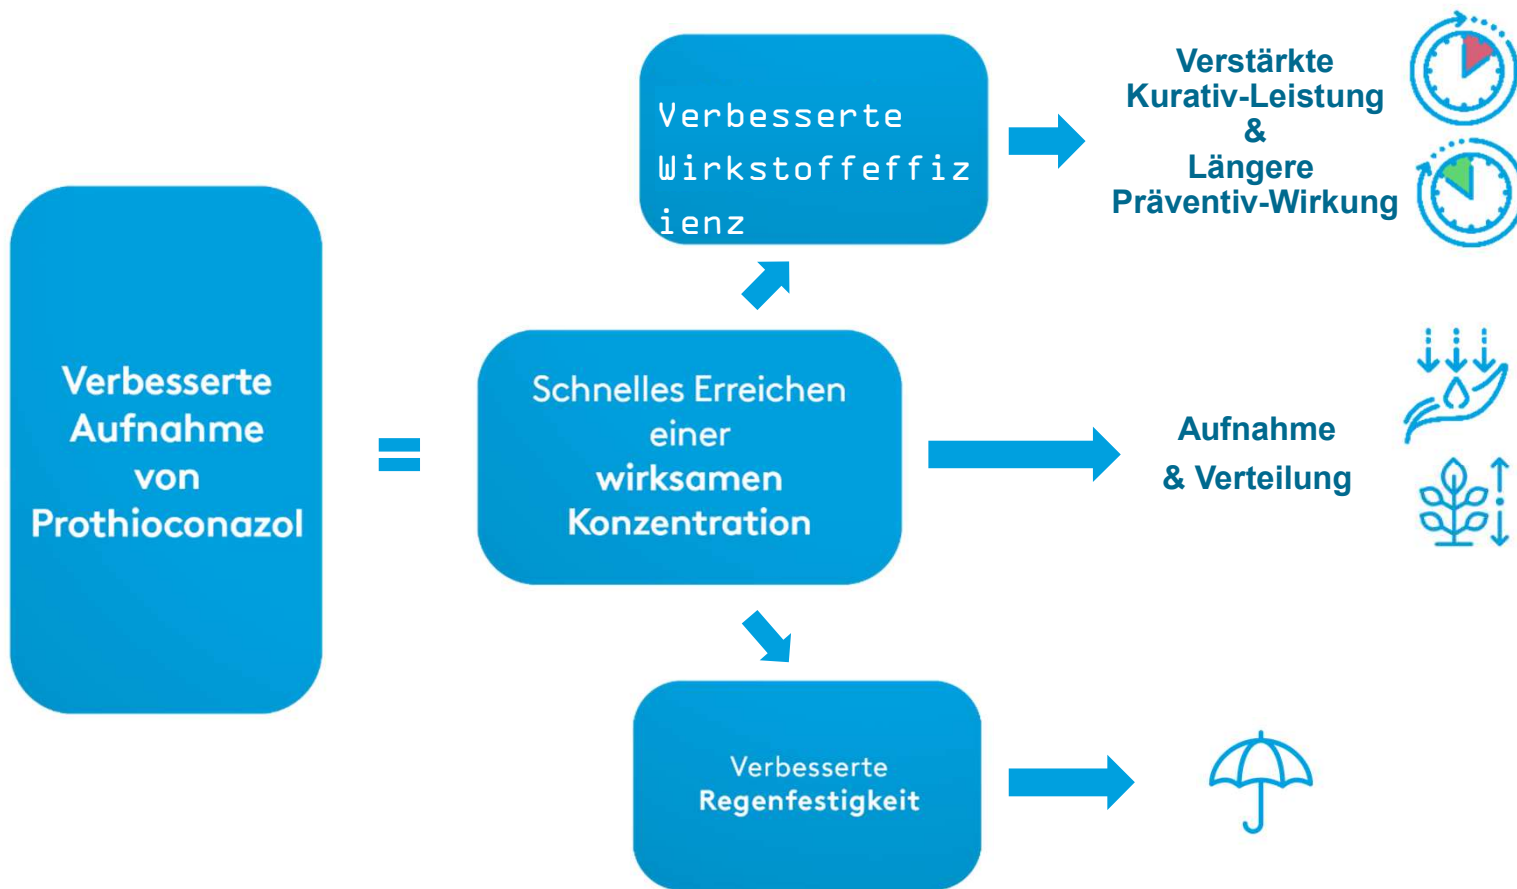 Verbesserte
Aufnahme
von
Prothioconazol
=
Schnelles Erreichen
einer
wirksamen
Konzentration
Verbesserte
Wirkstoffeffiz
ienz
Verstärkte
Kurativ-Leistung
&
Längere
Präventiv-Wirkung
Aufnahme
& Verteilung
Verbesserte
Regenfestigkeit